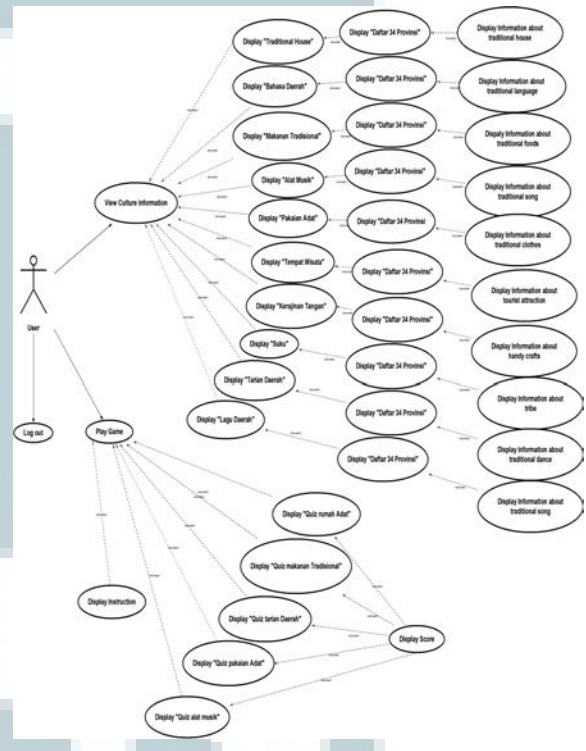 Display "Traditional House"
Display "Daftar 34 Provinsi"
Display Information about
traditional house
Display "Bahasa Daerah"
Display "Daftar 34 Provinsi"
Display Information about
traditional language
Display "Makanan Tradisional"
Display "Daftar 34 Provinsi"
Dispaly Information about
traditional foods
Display "Alat Musik"
Display "Daftar 34 Provinsi"
Display Information about
traditional song
View Culture Information
Display "Pakaian Adat"
Display "Daftar 34 Provinsi
Display Information about
traditional clothes
Display "Tempat Wisata"
Display "Daftar 34 Provinsi"
Display Information about
tourist attraction
Display "Kerajinan Tangan"
Display "Daftar 34 Provinsi"
Display Information about
handy crafts
User
Display "Suku"
Display "Daftar 34 Provinsi"
Display Information about
tribe
Display "Tarian Daerah"
Display "Daftar 34 Provinsi"
Display Information about
traditional dance
Display "Lagu Daerah"
Display "Daftar 34 Provinsi"
Display Information about
traditional song
Log out
Play Game
Display "Quiz rumah Adat"
Display "Quiz makanan Tradisional"
Display Instruction
Display "Quiz tarian Daerah"
Display Score
Display "Quiz pakaian Adat"
Display "Quiz alat musik"